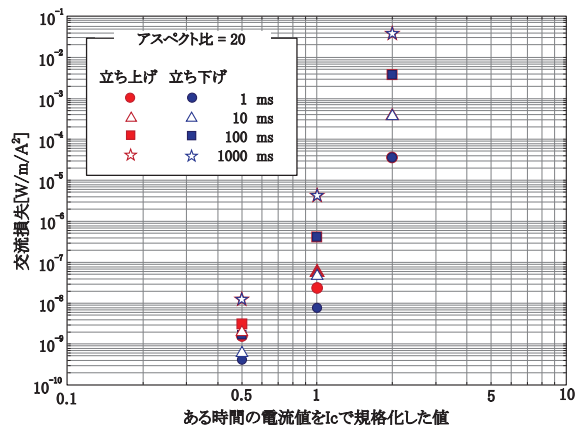 アスペクト比 = 20
立ち上げ 立ち下げ
1 ms
10 ms
100 ms
1000 ms
交流損失[W/m/A²]
10⁻¹
10⁻²
10⁻³
10⁻⁴
10⁻⁵
10⁻⁶
10⁻⁷
10⁻⁸
10⁻⁹
10⁻¹⁰
0.1 0.5 1 5 10
ある時間の電流値をIcで規格化した値